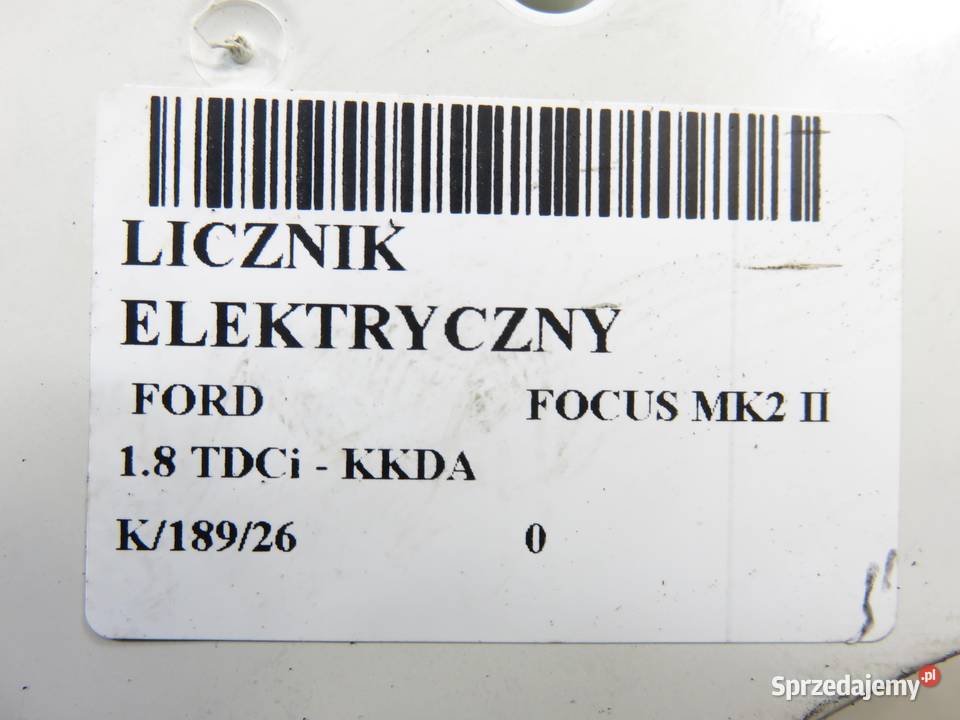 LICZNIK
ELEKTRYCZNY
FORD FOCUS MK2 II
1.8 TDCi - KKDA
K/189/26 0
Sprzedajemy.pl